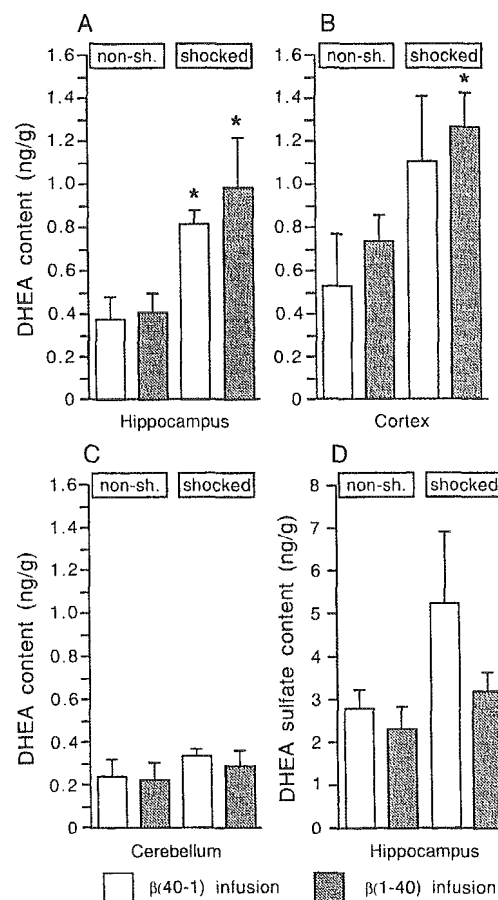 A
B
non-sh. shocked
non-sh. shocked
DHEA content (ng/g)
1.6
1.4
1.2
1.0
0.8
0.6
0.4
0.2
0
* *
1.6
1.4
1.2
1.0
0.8
0.6
0.4
0.2
0
*
Hippocampus
Cortex
C
D
non-sh. shocked
non-sh. shocked
DHEA content (ng/g)
1.6
1.4
1.2
1.0
0.8
0.6
0.4
0.2
0
DHEA sulfate content (ng/g)
8
7
6
5
4
3
2
1
0
Cerebellum
Hippocampus
β(40-1) infusion
β(1-40) infusion